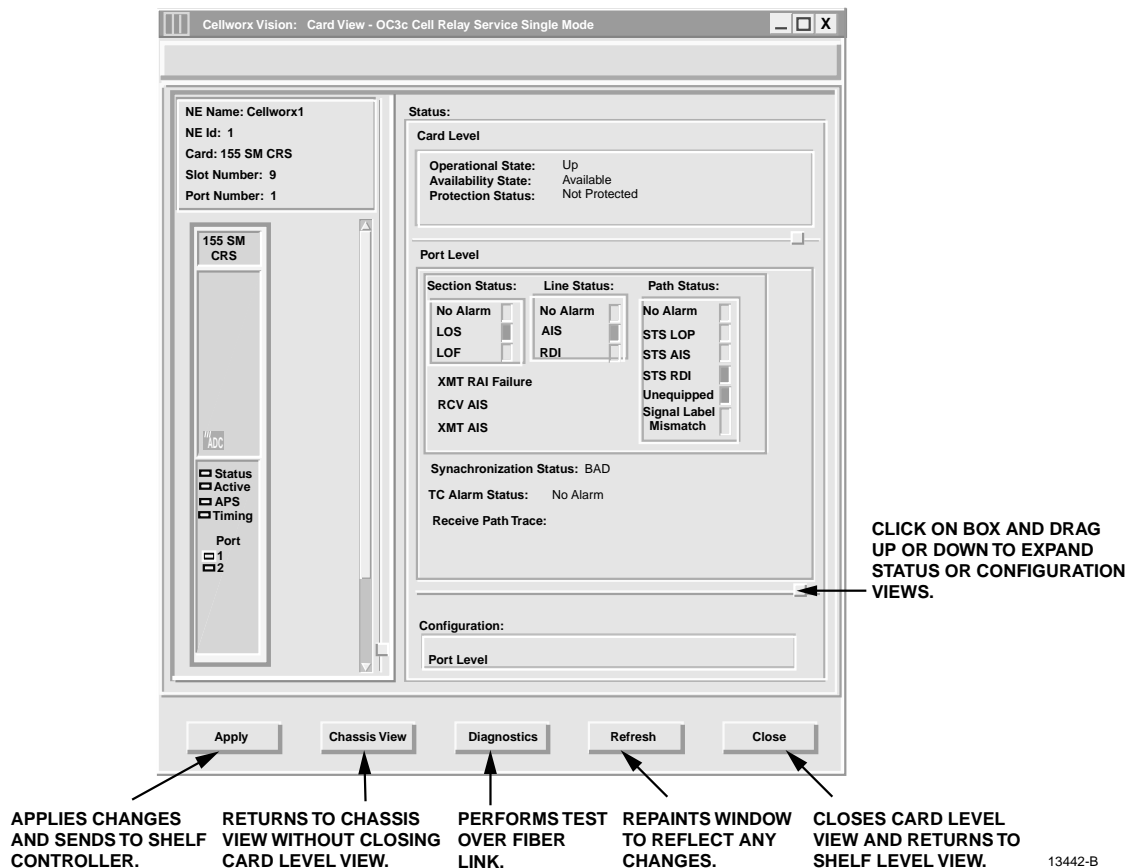 Cellworx Vision: Card View - OC3c Cell Relay Service Single Mode
X
NE Name: Cellworx1
NE Id: 1
Card: 155 SM CRS
Slot Number: 9
Port Number: 1
155 SM
CRS
ADC
Status
Active
APS
Timing
Port
1
2
Status:
Card Level
Operational State: Up
Availability State: Available
Protection Status: Not Protected
Port Level
Section Status:
No Alarm
LOS
LOF
Line Status:
No Alarm
AIS
RDI
Path Status:
No Alarm
STS LOP
STS AIS
STS RDI
Unequipped
Signal Label
Mismatch
XMT RAI Failure
RCV AIS
XMT AIS
Synachronization Status: BAD
TC Alarm Status: No Alarm
Receive Path Trace:
Configuration:
Port Level
CLICK ON BOX AND DRAG
UP OR DOWN TO EXPAND
STATUS OR CONFIGURATION
VIEWS.
Apply
Chassis View
Diagnostics
Refresh
Close
APPLIES CHANGES
AND SENDS TO SHELF
CONTROLLER.
RETURNS TO CHASSIS
VIEW WITHOUT CLOSING
CARD LEVEL VIEW.
PERFORMS TEST
OVER FIBER
LINK.
REPAINTS WINDOW
TO REFLECT ANY
CHANGES.
CLOSES CARD LEVEL
VIEW AND RETURNS TO
SHELF LEVEL VIEW.
13442-B